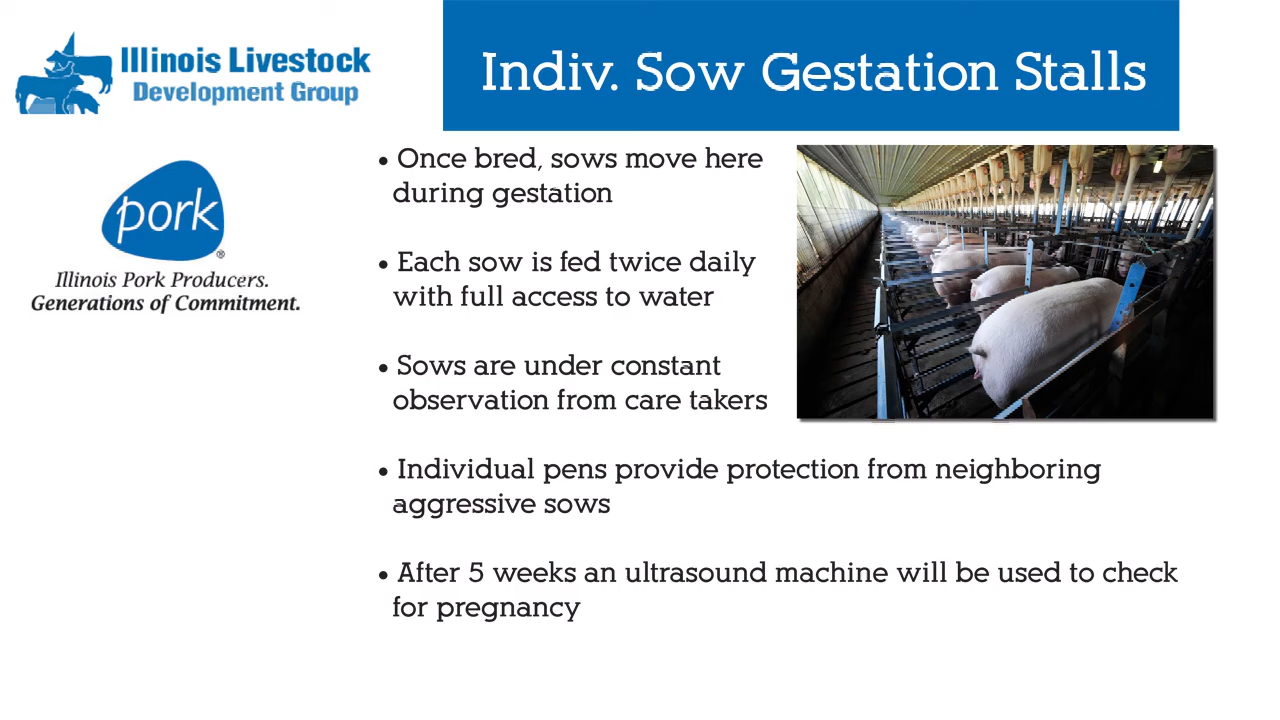 Illinois Livestock
Development Group
Indiv. Sow Gestation Stalls
pork
®
Illinois Pork Producers.
Generations of Commitment.
• Once bred, sows move here
during gestation
• Each sow is fed twice daily
with full access to water
• Sows are under constant
observation from care takers
• Individual pens provide protection from neighboring
aggressive sows
• After 5 weeks an ultrasound machine will be used to check
for pregnancy